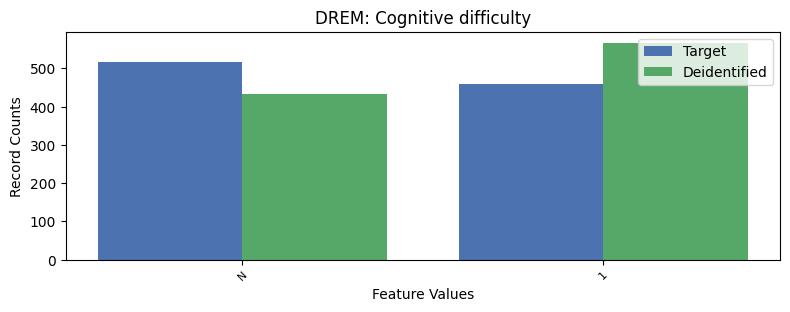 DREM: Cognitive difficulty
Target
Deidentified
Record Counts
500
400
300
200
100
0
N
1
Feature Values